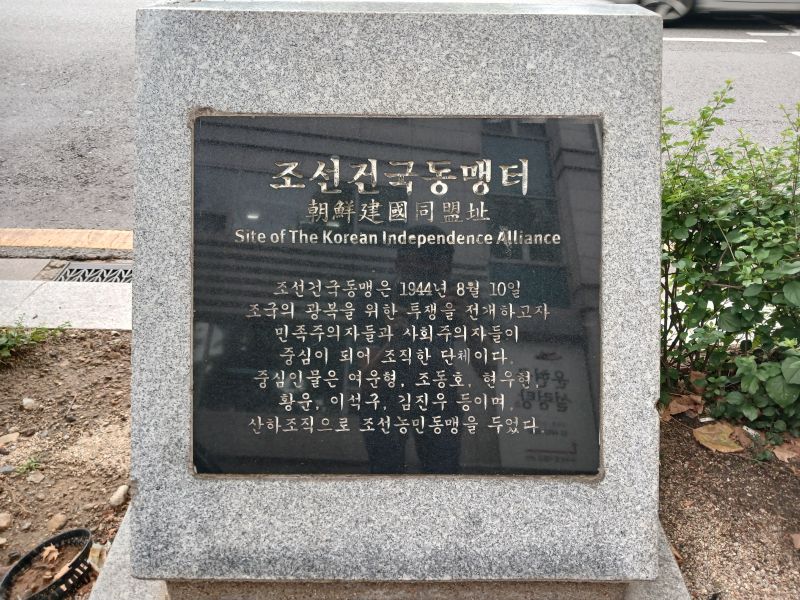 조선건국동맹터
朝鮮建國同盟址
Site of The Korean Independence Alliance
조선건국동맹은 1944년 8월 10일
조국의 광복을 위한 투쟁을 전개하고자
민족주의자들과 사회주의자들이
중심이 되어 조직한 단체이다.
중심인물은 여운형, 조동호, 현우현,
황운, 이석구, 김진우 등이며,
산하조직으로 조선농민동맹을 두었다.